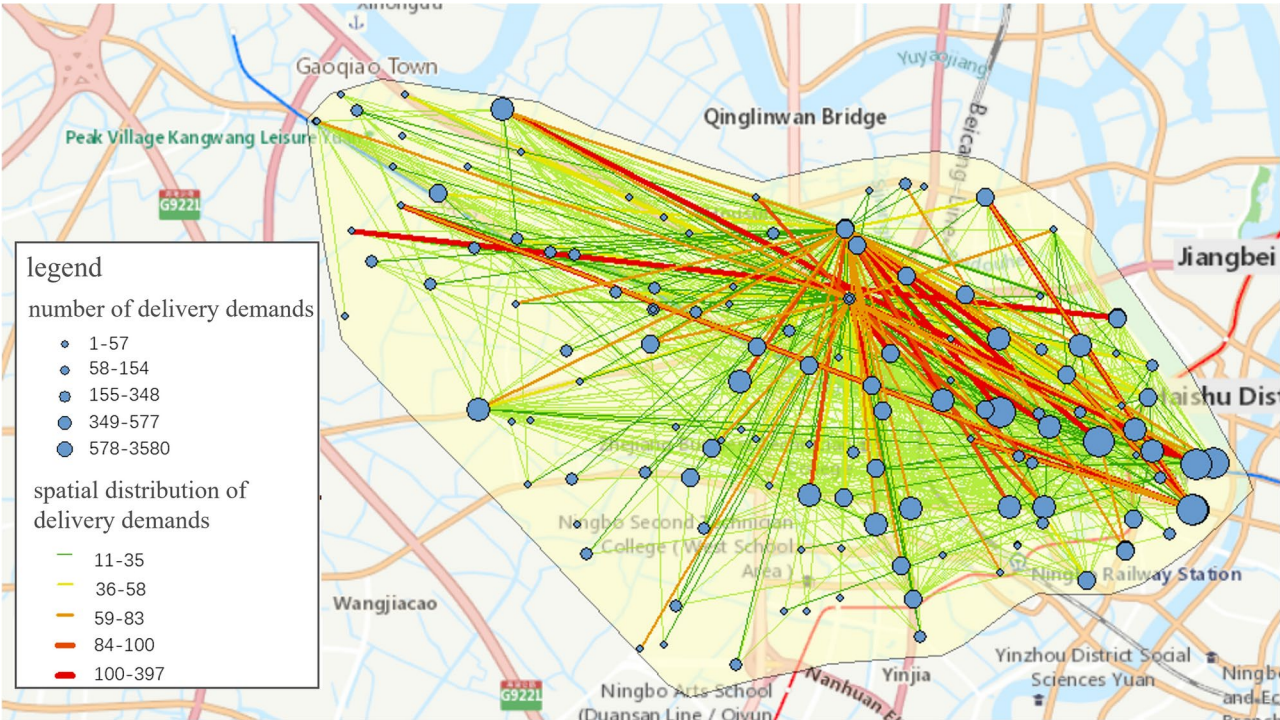 Gaoqiao Town
Yuyaojiang
Qinglinwan Bridge
Beicang Line
Peak Village Kangwang Leisure Yuan
G9221
Jiangbei
legend
number of delivery demands
1-57
58-154
155-348
349-577
578-3580
spatial distribution of
delivery demands
11-35
36-58
59-83
84-100
100-397
Ningbo Second Technician
College ( West School
Area )
Ningbo Railway Station
Wangjiacao
Yinzhou District Social
Sciences Yuan
Yinjia
G9221
Ningbo Arts School
(Duansan Line / Qiyun
Nanhuan